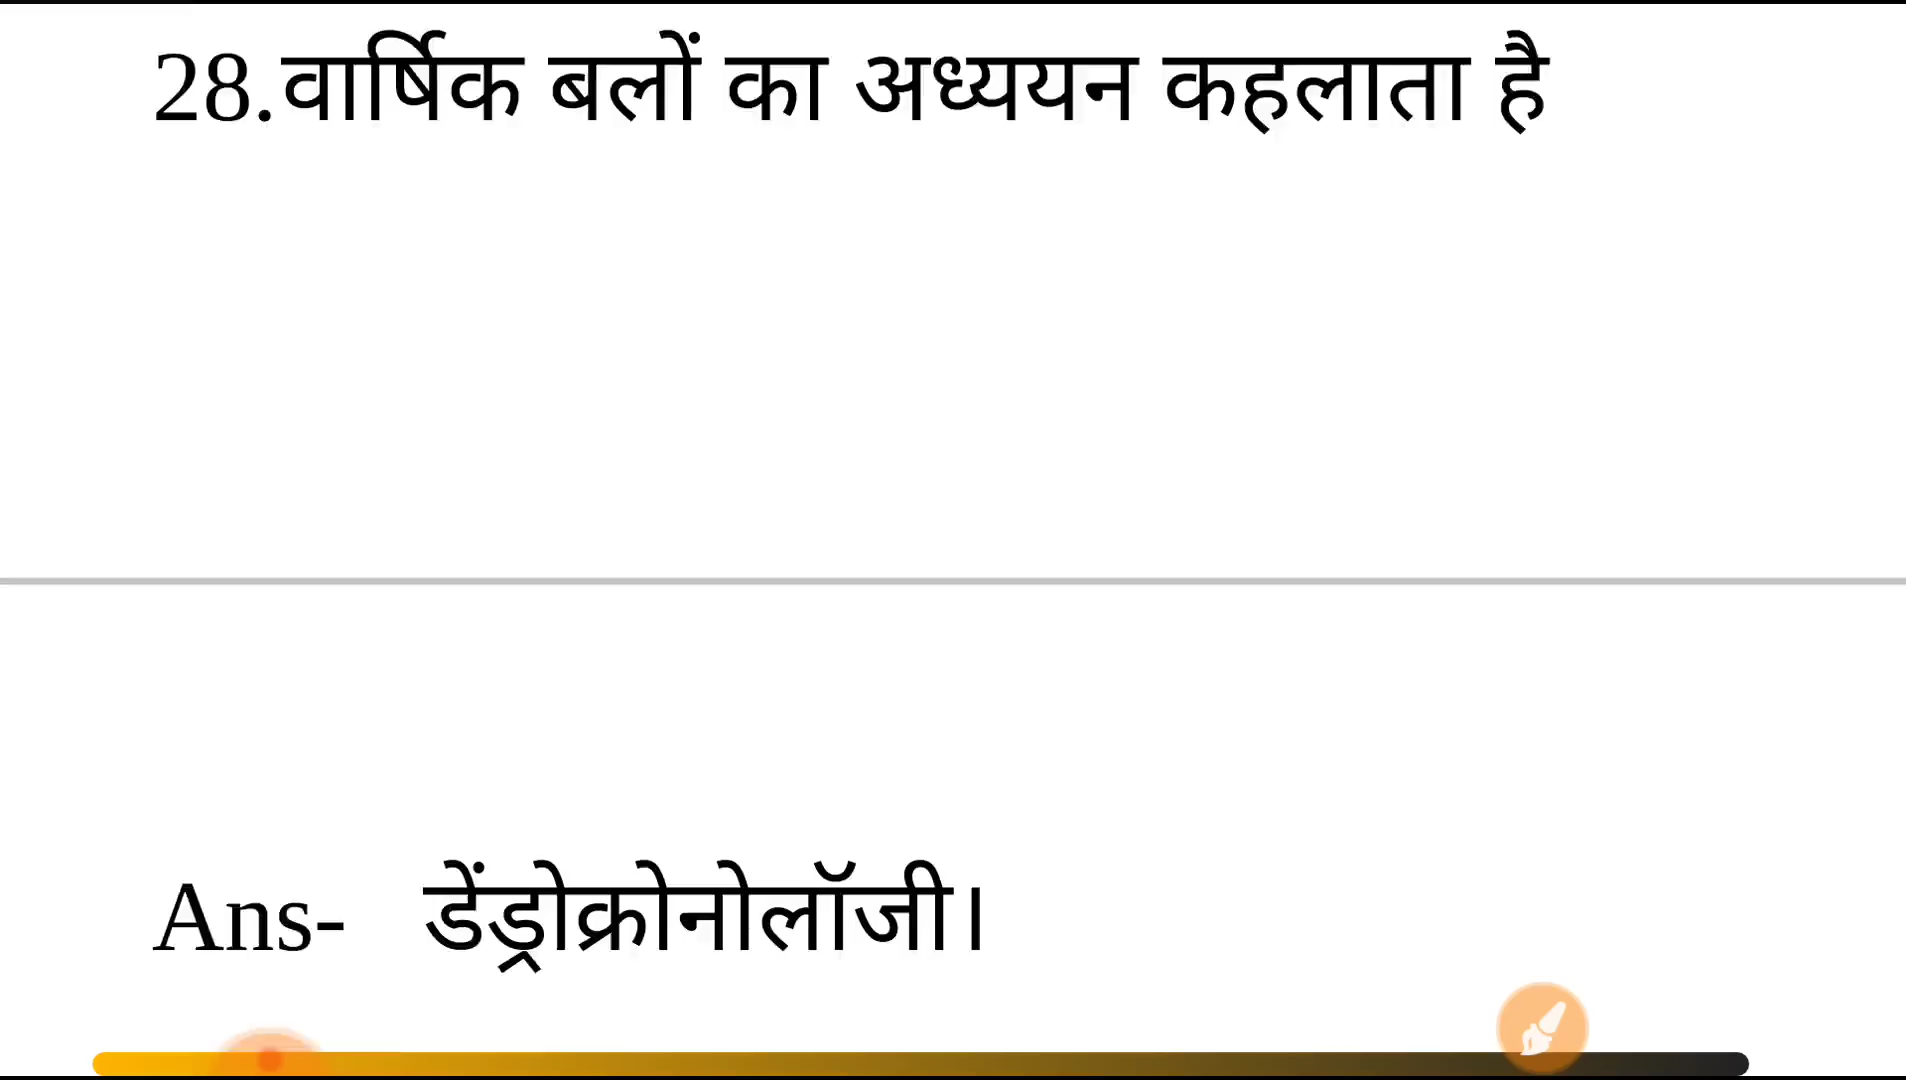 28.वार्षिक बलों का अध्ययन कहलाता है
Ans- डेंड्रोक्रोनोलॉजी।